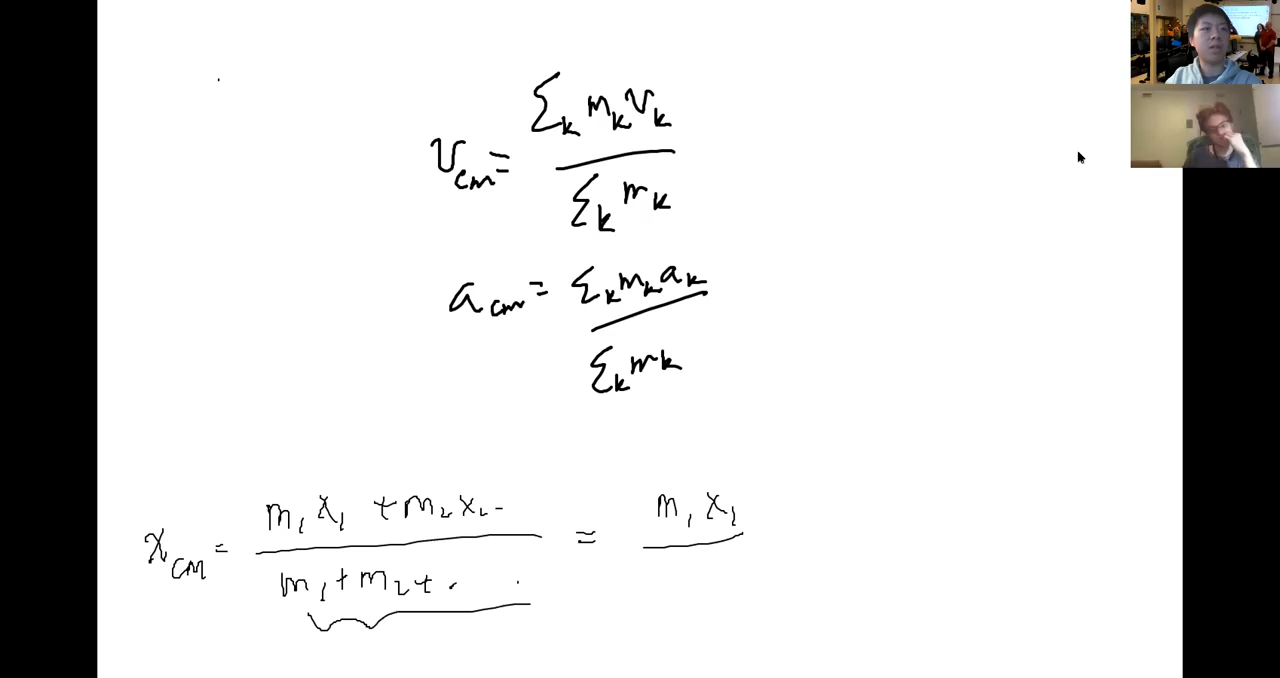 v_cm = Σ_k m_k v_k / Σ_k m_k
a_cm = Σ_k m_k a_k / Σ_k m_k
x_cm = m_1 x_1 + m_2 x_2 - / m_1 + m_2 + . . = m_1 x_1